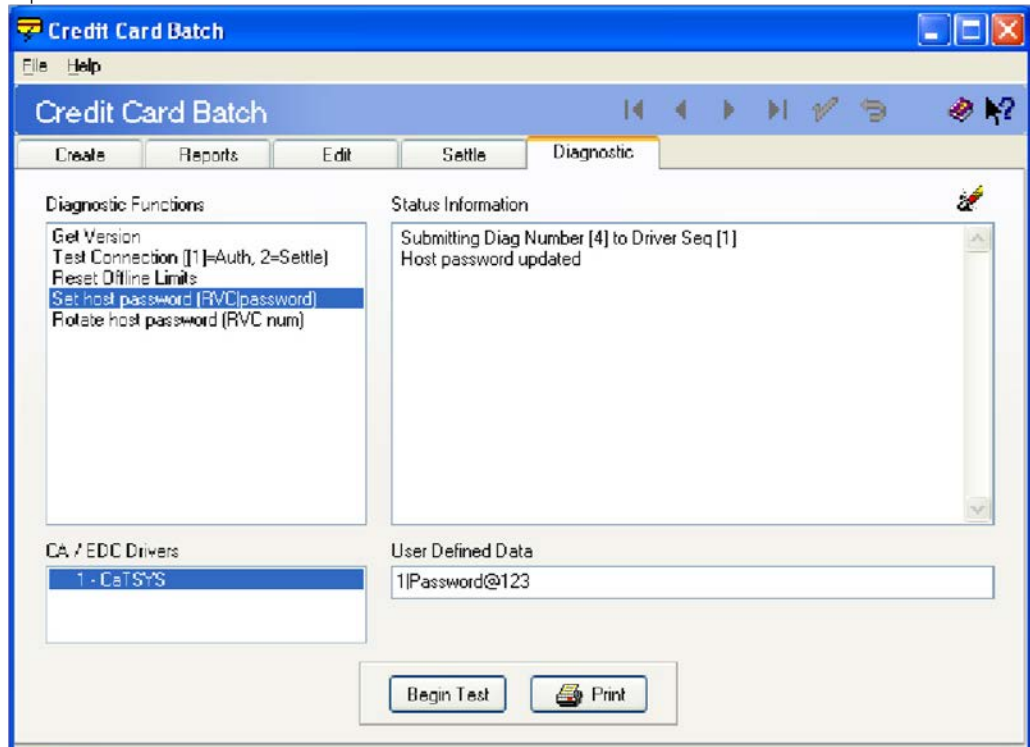 Credit Card Batch
File Help
Credit Card Batch
Create Reports Edit Settle Diagnostic
Diagnostic Functions
Get Version
Test Connection ([1]=Auth, 2=Settle)
Reset Offline Limits
Set host password (RVC|password)
Rotate host password (RVC num)
Status Information
Submitting Diag Number [4] to Driver Seq [1]
Host password updated
CA / EDC Drivers
1 - CaTSYS
User Defined Data
1|Password@123
Begin Test Print